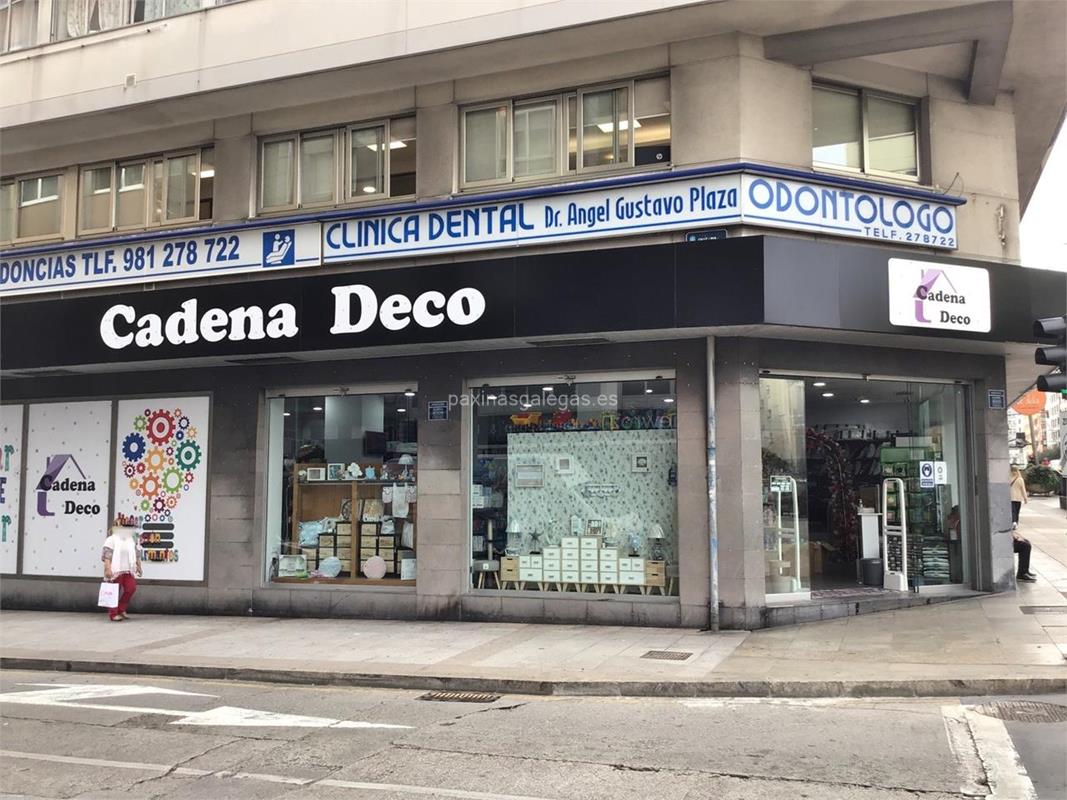 DONCIAS TLF. 981 278 722
CLINICA DENTAL Dr. Angel Gustavo Plaza
ODONTOLOGO
TELF. 278722
Cadena Deco
Cadena
Deco
paxinasgalegas.es
Cadena
Deco